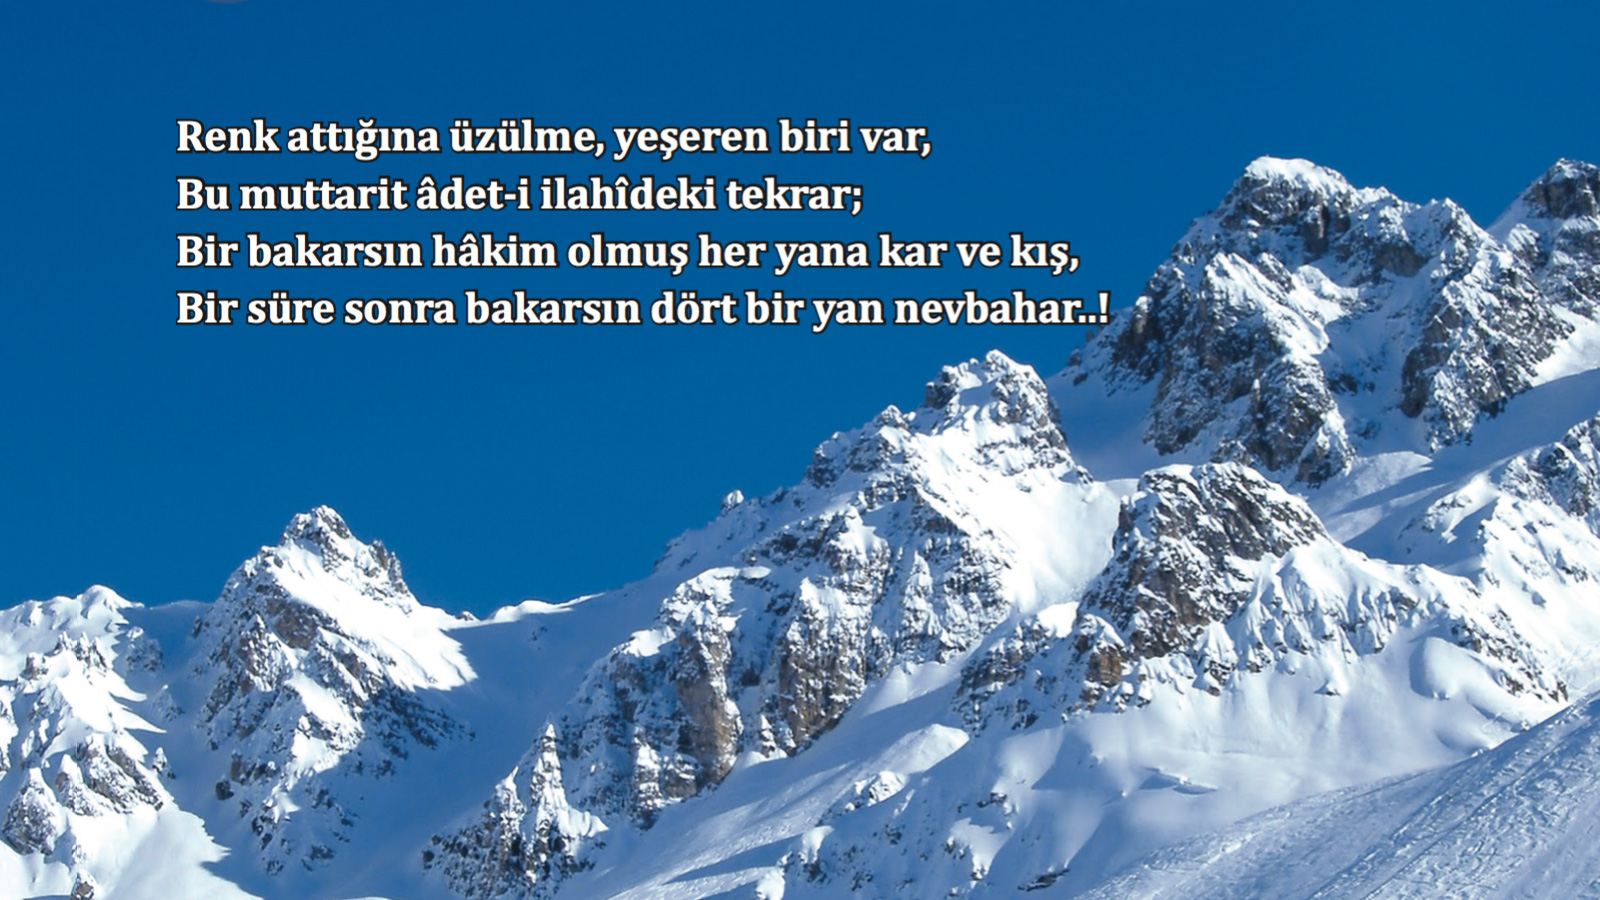 Renk attığına üzülme, yeşeren biri var,
Bu muttarit âdet-i ilahîdeki tekrar;
Bir bakarsın hâkim olmuş her yana kar ve kış,
Bir süre sonra bakarsın dört bir yan nevbahar..!